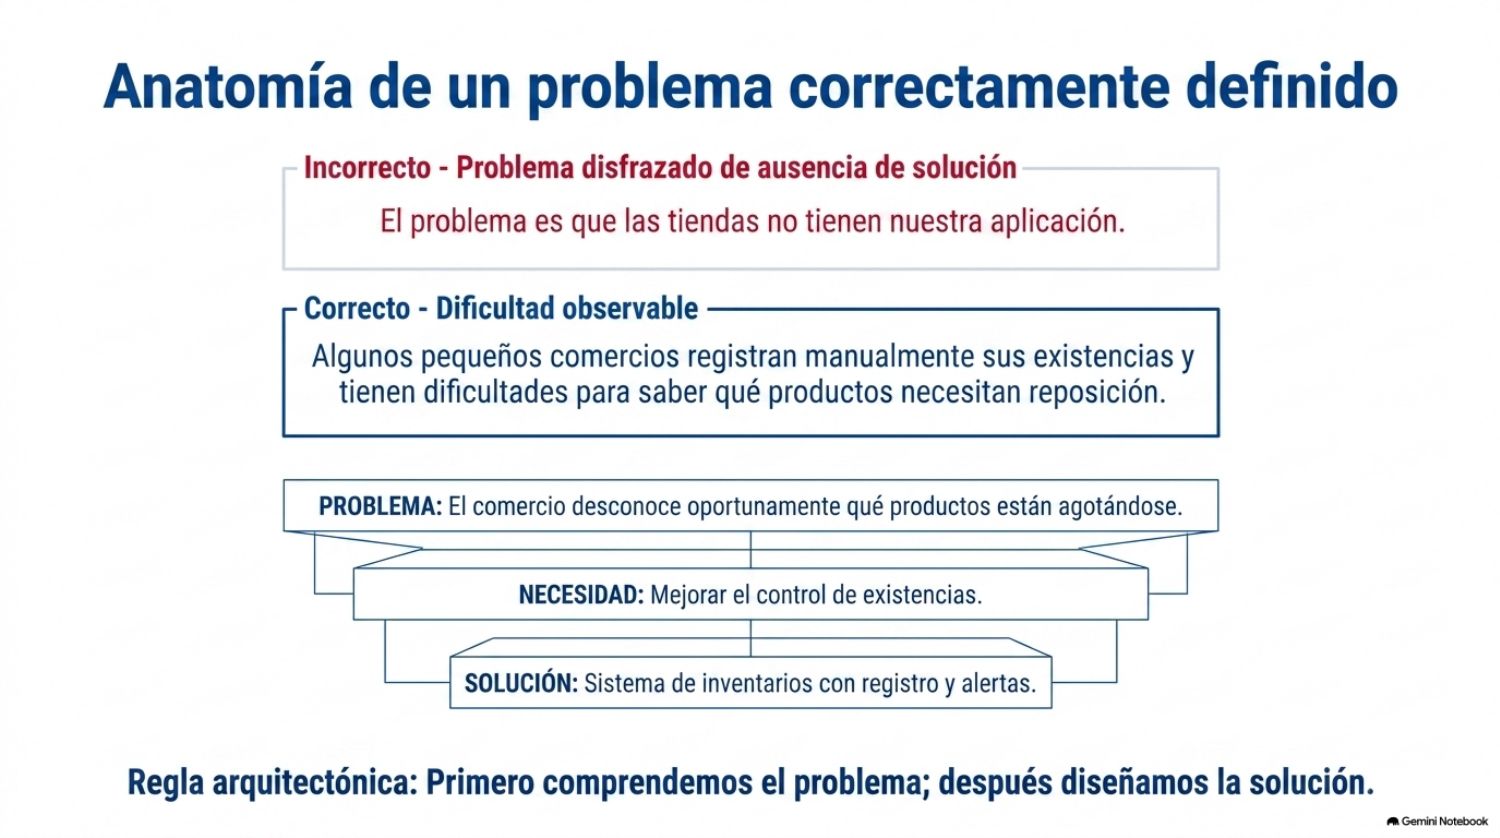 Anatomía de un problema correctamente definido
Incorrecto - Problema disfrazado de ausencia de solución
El problema es que las tiendas no tienen nuestra aplicación.
Correcto - Dificultad observable
Algunos pequeños comercios registran manualmente sus existencias y
tienen dificultades para saber qué productos necesitan reposición.
PROBLEMA: El comercio desconoce oportunamente qué productos están agotándose.
NECESIDAD: Mejorar el control de existencias.
SOLUCIÓN: Sistema de inventarios con registro y alertas.
Regla arquitectónica: Primero comprendemos el problema; después diseñamos la solución.
Gemini Notebook